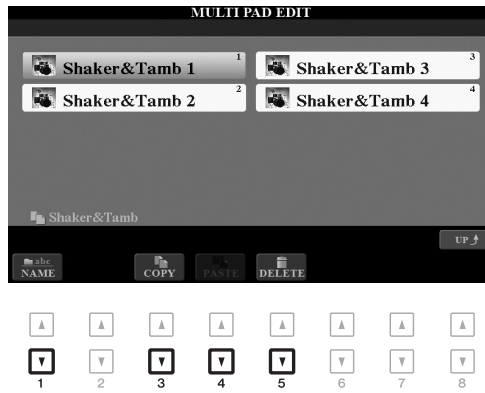 MULTI PAD EDIT
Shaker&Tamb 1 1
Shaker&Tamb 3 3
Shaker&Tamb 2 2
Shaker&Tamb 4 4
Shaker&Tamb
UP
abc
NAME COPY PASTE DELETE
1 2 3 4 5 6 7 8